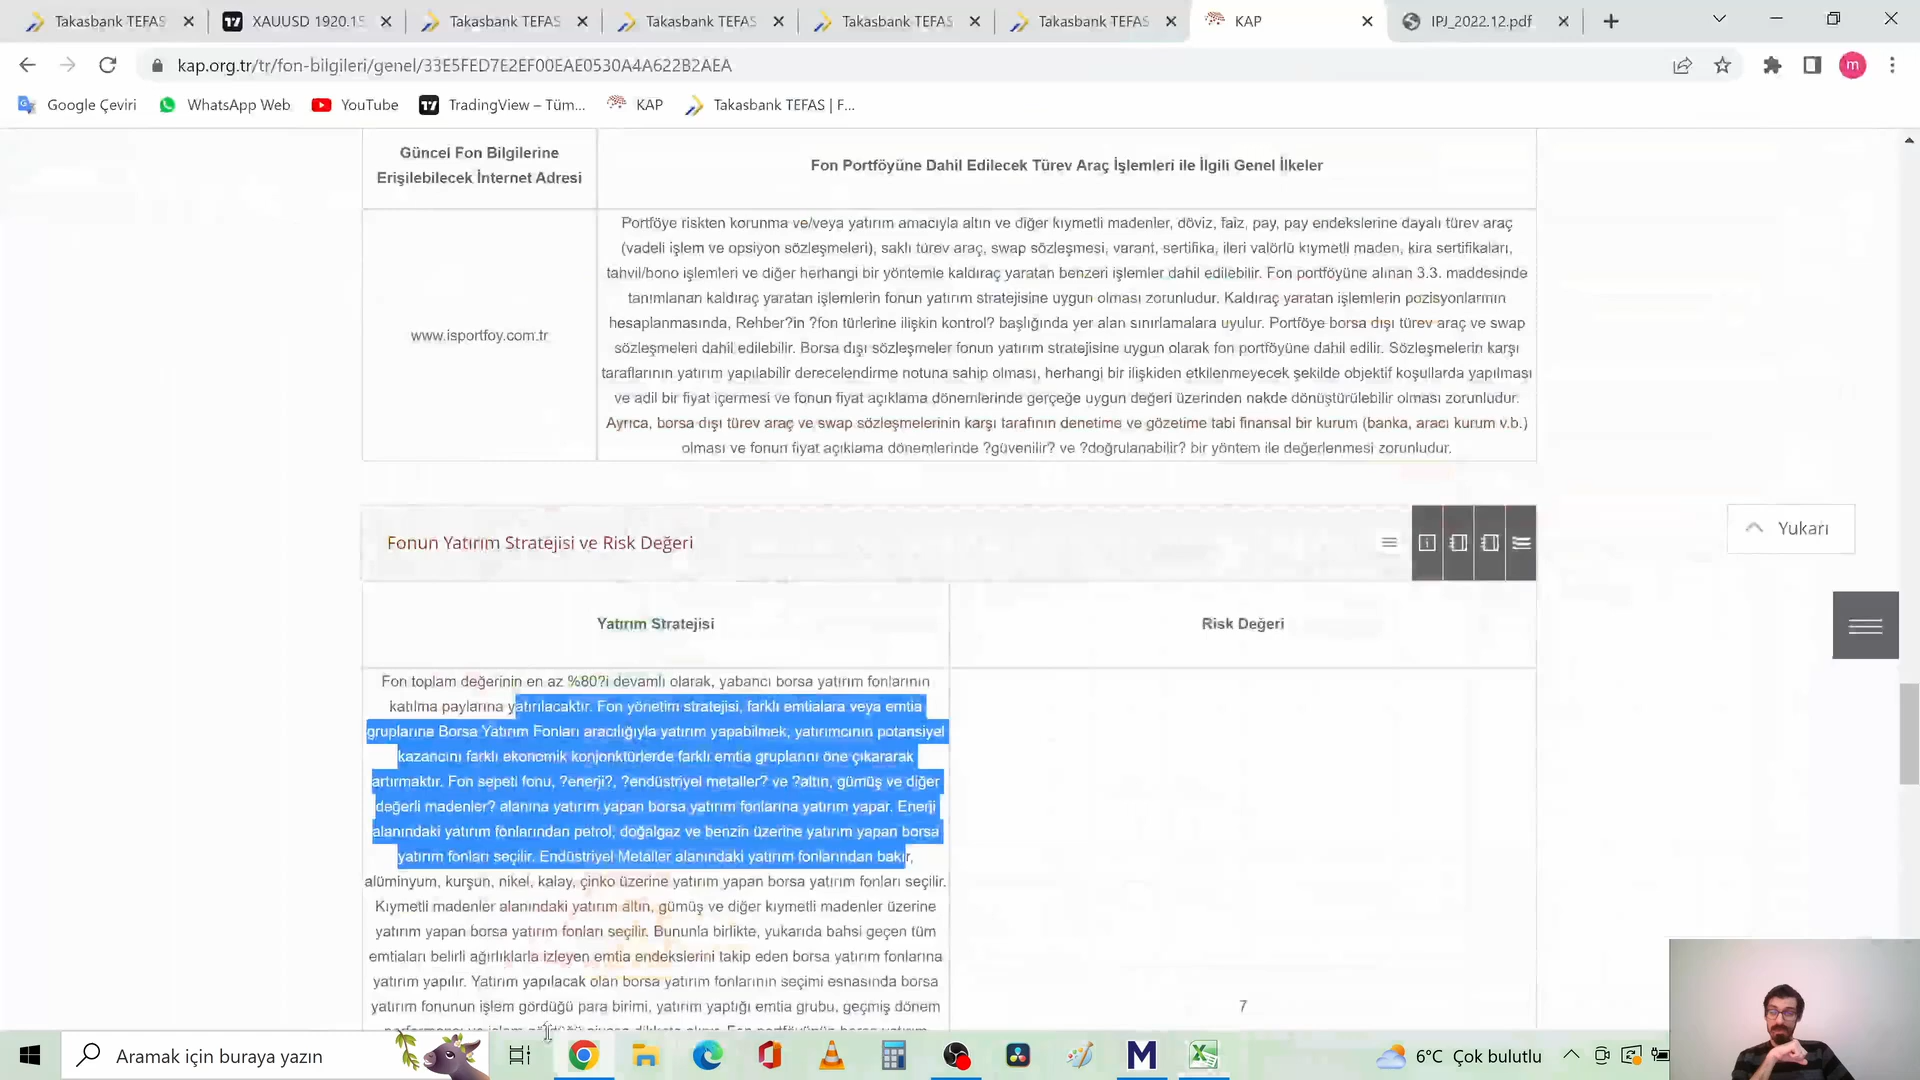 Takasbank TEFAS
XAUUSD 1920.15
Takasbank TEFAS
Takasbank TEFAS
Takasbank TEFAS
Takasbank TEFAS
KAP
IPJ_2022.12.pdf
kap.org.tr/tr/fon-bilgileri/genel/33E5FED7E2EF00EAE0530A4A622B2AEA
m
Google Çeviri
WhatsApp Web
YouTube
TradingView – Tüm...
KAP
Takasbank TEFAS | F...
Güncel Fon Bilgilerine
Erişilebilecek İnternet Adresi
Fon Portföyüne Dahil Edilecek Türev Araç İşlemleri ile İlgili Genel İlkeler
www.isportfoy.com.tr
Portföye riskten korunma ve/veya yatırım amacıyla altın ve diğer kıymetli madenler, döviz, faiz, pay, pay endekslerine dayalı türev araç
(vadeli işlem ve opsiyon sözleşmeleri), saklı türev araç, swap sözleşmesi, varant, sertifika, ileri valörlü kıymetli maden, kira sertifikaları,
tahvil/bono işlemleri ve diğer herhangi bir yöntemle kaldıraç yaratan benzeri işlemler dahil edilebilir. Fon portföyüne alınan 3.3. maddesinde
tanımlanan kaldıraç yaratan işlemlerin fonun yatırım stratejisine uygun olması zorunludur. Kaldıraç yaratan işlemlerin pozisyonlarının
hesaplanmasında, Rehber?in ?fon türlerine ilişkin kontrol? başlığında yer alan sınırlamalara uyulur. Portföye borsa dışı türev araç ve swap
sözleşmeleri dahil edilebilir. Borsa dışı sözleşmeler fonun yatırım stratejisine uygun olarak fon portföyüne dahil edilir. Sözleşmelerin karşı
taraflarının yatırım yapılabilir derecelendirme notuna sahip olması, herhangi bir ilişkiden etkilenmeyecek şekilde objektif koşullarda yapılması
ve adil bir fiyat içermesi ve fonun fiyat açıklama dönemlerinde gerçeğe uygun değeri üzerinden nakde dönüştürülebilir olması zorunludur.
Ayrıca, borsa dışı türev araç ve swap sözleşmelerinin karşı tarafının denetime ve gözetime tabi finansal bir kurum (banka, aracı kurum v.b.)
olması ve fonun fiyat açıklama dönemlerinde ?güvenilir? ve ?doğrulanabilir? bir yöntem ile değerlenmesi zorunludur.
Yukarı
Fonun Yatırım Stratejisi ve Risk Değeri
Yatırım Stratejisi
Risk Değeri
Fon toplam değerinin en az %80?i devamlı olarak, yabancı borsa yatırım fonlarının
katılma paylarına yatırılacaktır. Fon yönetim stratejisi, farklı emtialara veya emtia
gruplarına Borsa Yatırım Fonları aracılığıyla yatırım yapabilmek, yatırımcının potansiyel
kazancını farklı ekonomik konjonktürlerde farklı emtia gruplarını öne çıkararak
artırmaktır. Fon sepeti fonu, ?enerji?, ?endüstriyel metaller? ve ?altın, gümüş ve diğer
değerli madenler? alanına yatırım yapan borsa yatırım fonlarına yatırım yapar. Enerji
alanındaki yatırım fonlarından petrol, doğalgaz ve benzin üzerine yatırım yapan borsa
yatırım fonları seçilir. Endüstriyel Metaller alanındaki yatırım fonlarından bakır,
alüminyum, kurşun, nikel, kalay, çinko üzerine yatırım yapan borsa yatırım fonları seçilir.
Kıymetli madenler alanındaki yatırım altın, gümüş ve diğer kıymetli madenler üzerine
yatırım yapan borsa yatırım fonları seçilir. Bununla birlikte, yukarıda bahsi geçen tüm
emtiaları belirli ağırlıklarla izleyen emtia endekslerini takip eden borsa yatırım fonlarına
yatırım yapılır. Yatırım yapılacak olan borsa yatırım fonlarının seçimi esnasında borsa
yatırım fonunun işlem gördüğü para birimi, yatırım yaptığı emtia grubu, geçmiş dönem
7
Aramak için buraya yazın
6°C Çok bulutlu